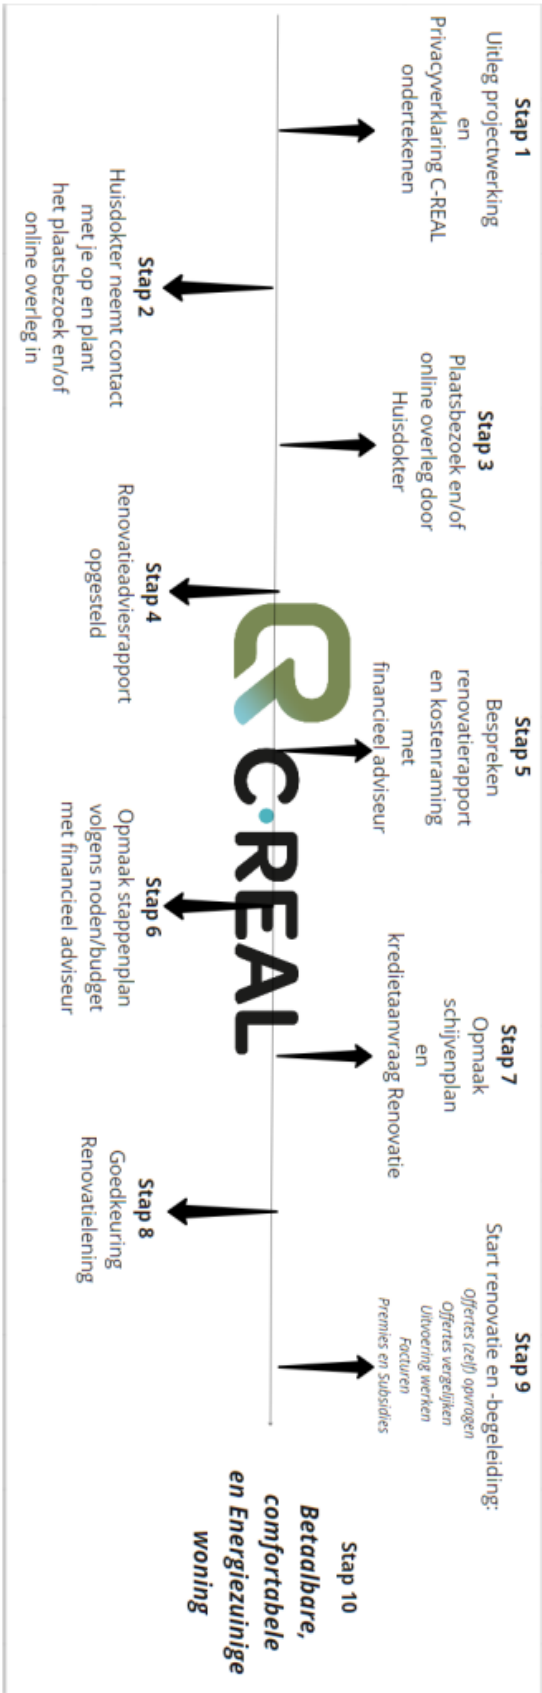 Stap 1
Uitleg projectwerking
en
Privacyverklaring C-REAL
ondertekenen
Stap 2
Huisdokter neemt contact
met je op en plant
het plaatsbezoek en/of
online overleg in
Stap 3
Plaatsbezoek en/of
online overleg door
Huisdokter
Stap 4
Renovatieadviesrapport
opgesteld
Stap 5
Bespreken
renovatierapport
en kostenraming
met
financieel adviseur
Stap 6
Opmaak stappenplan
volgens noden/budget
met financieel adviseur
Stap 7
Opmaak
schijvenplan
en
kredietaanvraag Renovatie
Stap 8
Goedkeuring
Renovatielening
Stap 9
Start renovatie en -begeleiding:
Offertes (zelf) opvragen
Offertes vergelijken
Uitvoering werken
Facturen
Premies en Subsidies
Stap 10
Betaalbare,
comfortabele
en Energiezuinige
woning
C·REAL